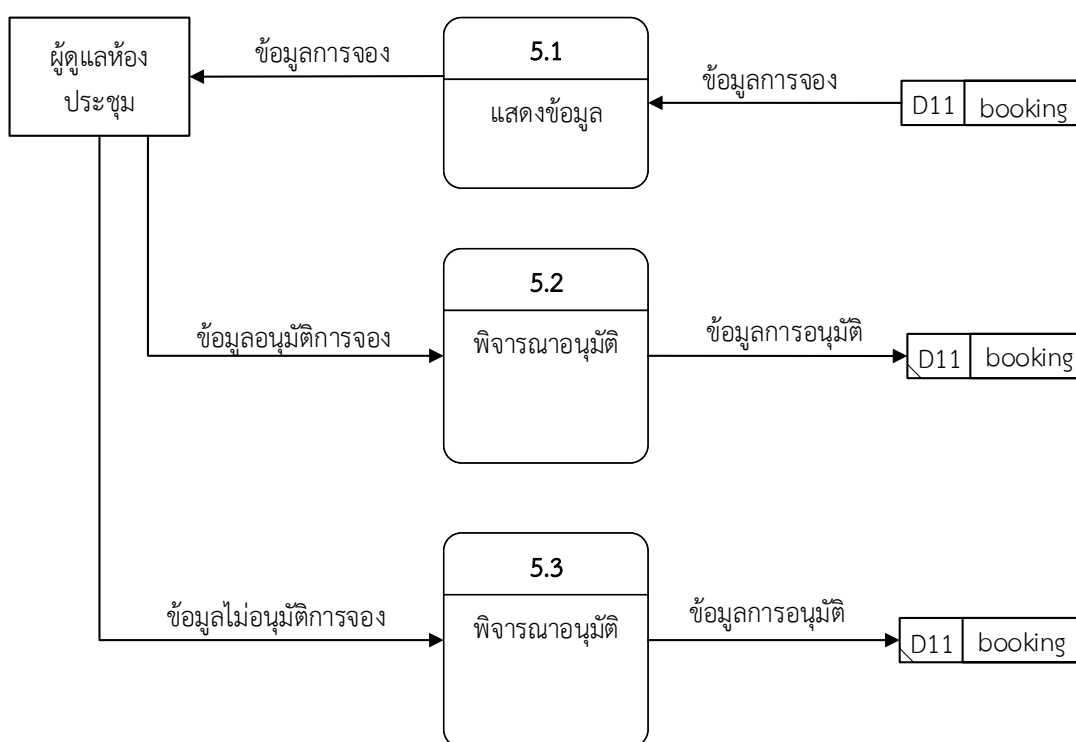 ผู้ดูแลห้อง
ประชุม
ข้อมูลการจอง
5.1
แสดงข้อมูล
ข้อมูลการจอง
D11 booking
ข้อมูลอนุมัติการจอง
5.2
พิจารณาอนุมัติ
ข้อมูลการอนุมัติ
D11 booking
ข้อมูลไม่อนุมัติการจอง
5.3
พิจารณาอนุมัติ
ข้อมูลการอนุมัติ
D11 booking